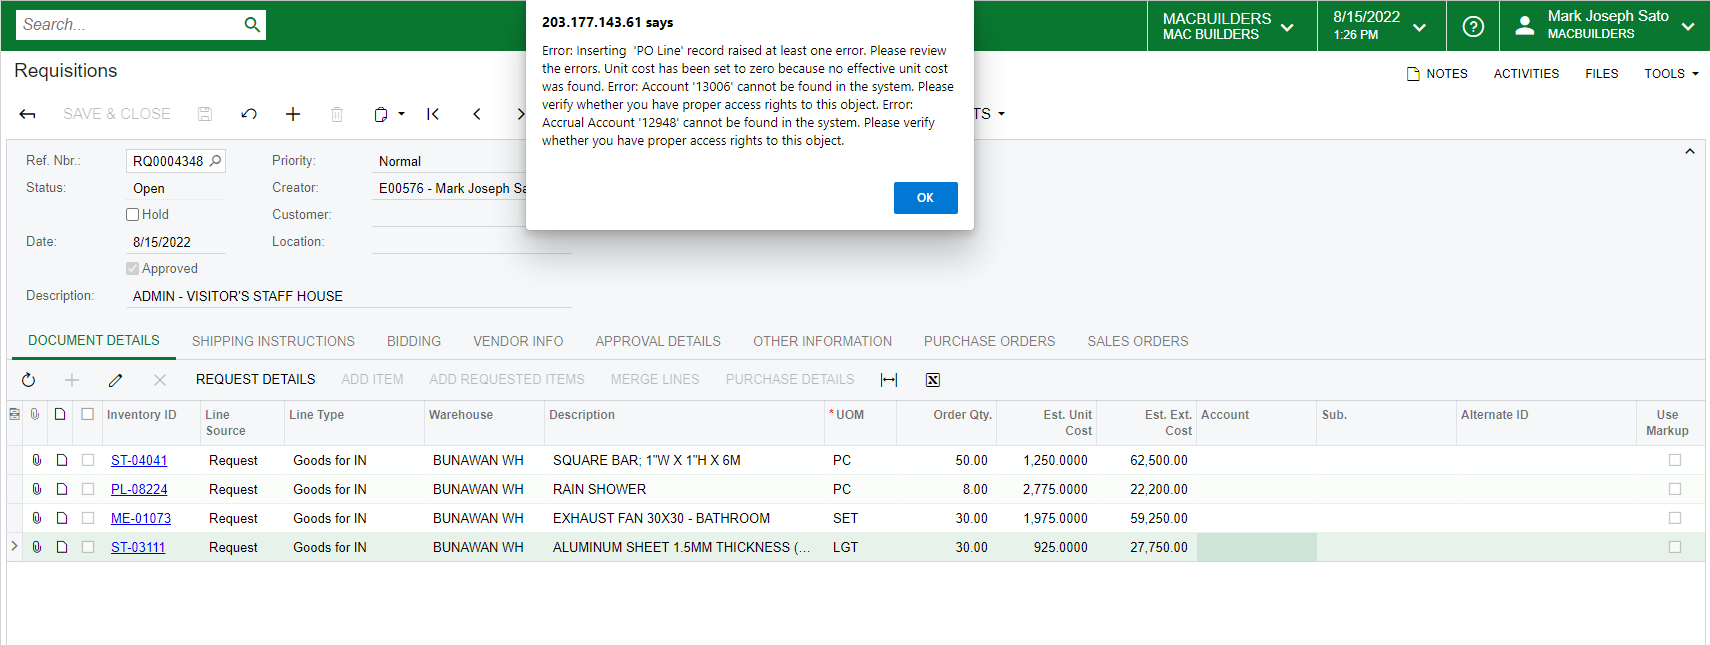 Search...
203.177.143.61 says
Error: Inserting 'PO Line' record raised at least one error. Please review
the errors. Unit cost has been set to zero because no effective unit cost
was found. Error: Account '13006' cannot be found in the system. Please
verify whether you have proper access rights to this object. Error:
Accrual Account '12948' cannot be found in the system. Please verify
whether you have proper access rights to this object.
OK
MACBUILDERS
MAC BUILDERS
8/15/2022
1:26 PM
Mark Joseph Sato
MACBUILDERS
Requisitions
NOTES ACTIVITIES FILES TOOLS
SAVE & CLOSE TS
Ref. Nbr.: RQ0004348 Priority: Normal
Status: Open Creator: E00576 - Mark Joseph Sa
Hold Customer:
Date: 8/15/2022 Location:
Approved
Description: ADMIN - VISITOR'S STAFF HOUSE
DOCUMENT DETAILS SHIPPING INSTRUCTIONS BIDDING VENDOR INFO APPROVAL DETAILS OTHER INFORMATION PURCHASE ORDERS SALES ORDERS
REQUEST DETAILS ADD ITEM ADD REQUESTED ITEMS MERGE LINES PURCHASE DETAILS
Inventory ID Line Source Line Type Warehouse Description *UOM Order Qty. Est. Unit Cost Est. Ext. Cost Account Sub. Alternate ID Use Markup
ST-04041 Request Goods for IN BUNAWAN WH SQUARE BAR; 1"W X 1"H X 6M PC 50.00 1,250.0000 62,500.00
PL-08224 Request Goods for IN BUNAWAN WH RAIN SHOWER PC 8.00 2,775.0000 22,200.00
ME-01073 Request Goods for IN BUNAWAN WH EXHAUST FAN 30X30 - BATHROOM SET 30.00 1,975.0000 59,250.00
ST-03111 Request Goods for IN BUNAWAN WH ALUMINUM SHEET 1.5MM THICKNESS (... LGT 30.00 925.0000 27,750.00